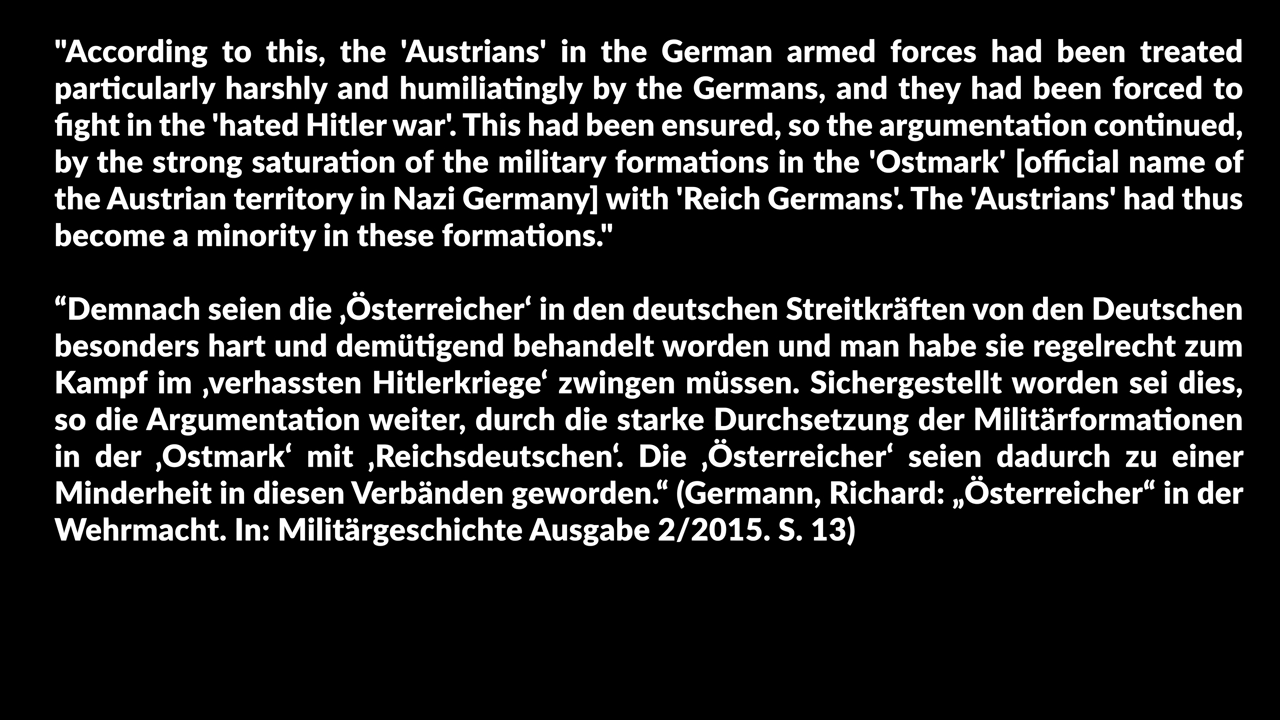 "According to this, the 'Austrians' in the German armed forces had been treated
particularly harshly and humiliatingly by the Germans, and they had been forced to
fight in the 'hated Hitler war'. This had been ensured, so the argumentation continued,
by the strong saturation of the military formations in the 'Ostmark' [official name of
the Austrian territory in Nazi Germany] with 'Reich Germans'. The 'Austrians' had thus
become a minority in these formations."
“Demnach seien die ‚Österreicher‘ in den deutschen Streitkräften von den Deutschen
besonders hart und demütigend behandelt worden und man habe sie regelrecht zum
Kampf im ‚verhassten Hitlerkriege‘ zwingen müssen. Sichergestellt worden sei dies,
so die Argumentation weiter, durch die starke Durchsetzung der Militärformationen
in der ‚Ostmark‘ mit ‚Reichsdeutschen‘. Die ‚Österreicher‘ seien dadurch zu einer
Minderheit in diesen Verbänden geworden.“ (Germann, Richard: „Österreicher“ in der
Wehrmacht. In: Militärgeschichte Ausgabe 2/2015. S. 13)